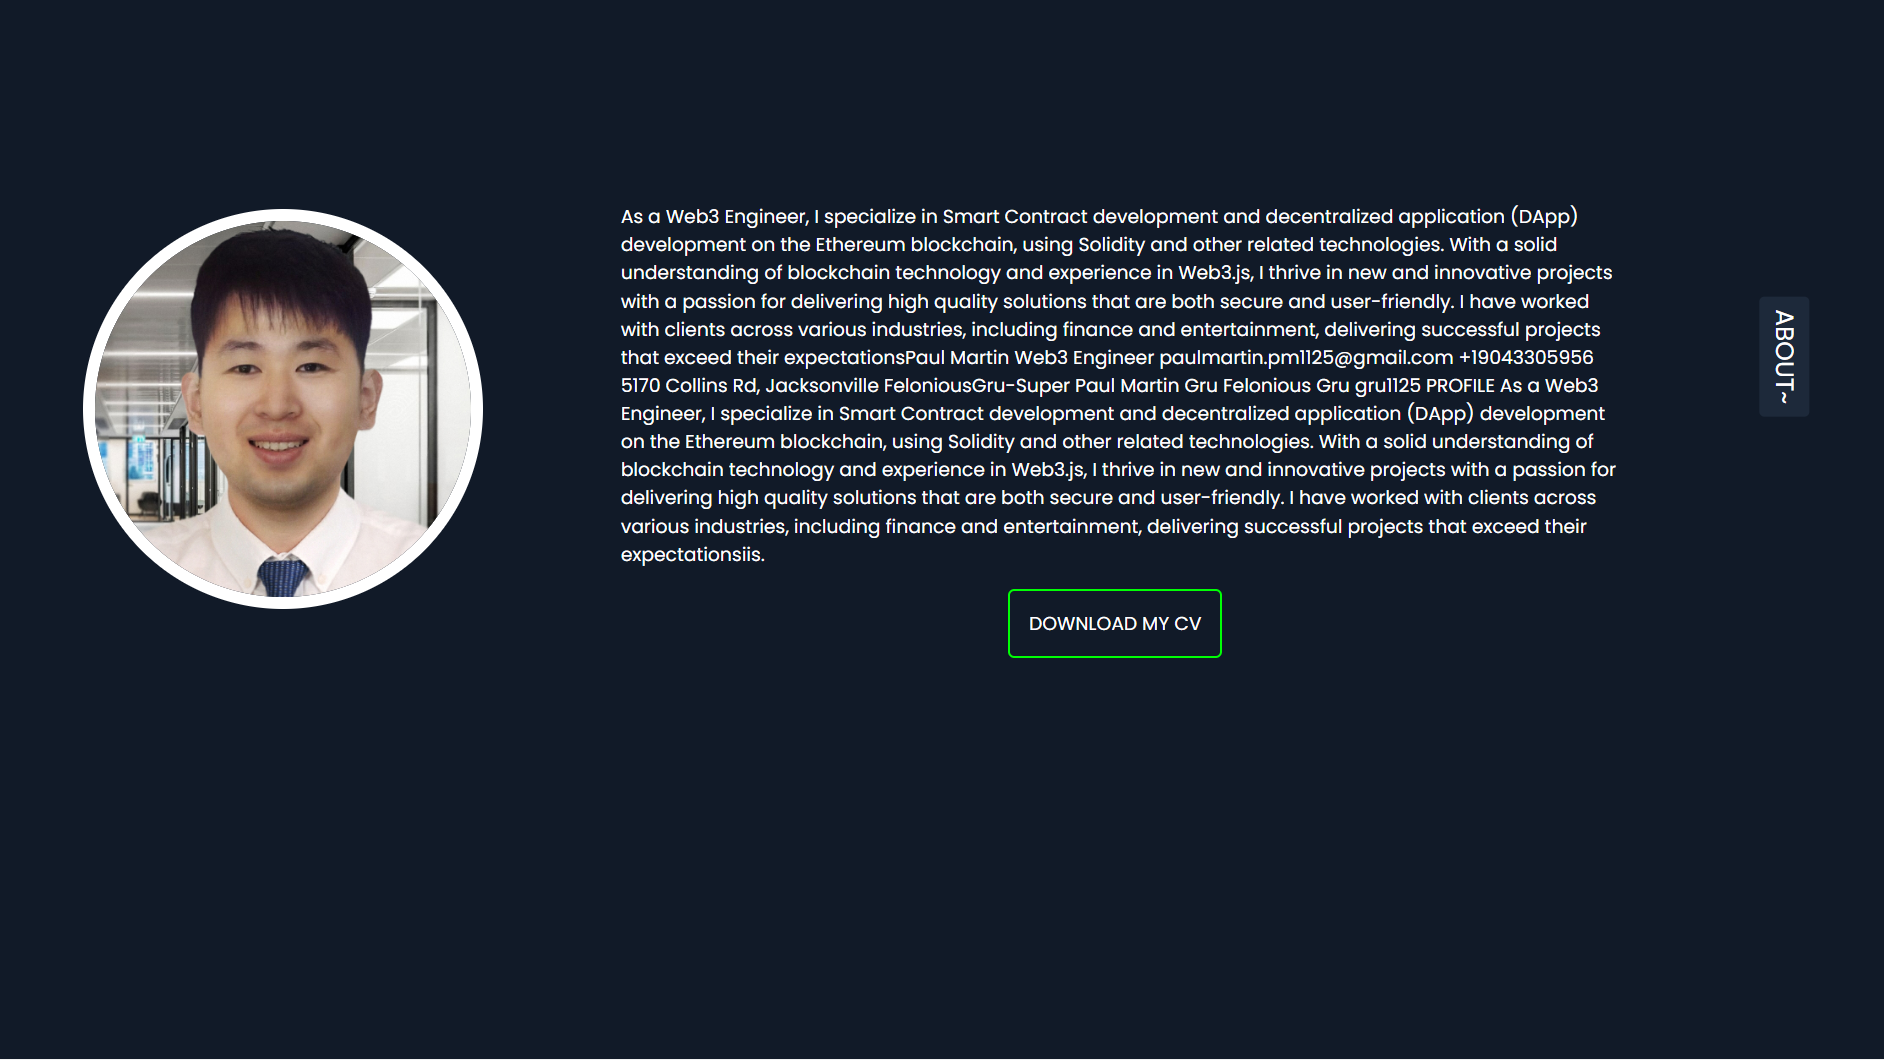 As a Web3 Engineer, I specialize in Smart Contract development and decentralized application (DApp)
development on the Ethereum blockchain, using Solidity and other related technologies. With a solid
understanding of blockchain technology and experience in Web3.js, I thrive in new and innovative projects
with a passion for delivering high quality solutions that are both secure and user-friendly. I have worked
with clients across various industries, including finance and entertainment, delivering successful projects
that exceed their expectationsPaul Martin Web3 Engineer paulmartin.pm1125@gmail.com +19043305956
5170 Collins Rd, Jacksonville FeloniousGru-Super Paul Martin Gru Felonious Gru gru1125 PROFILE As a Web3
Engineer, I specialize in Smart Contract development and decentralized application (DApp) development
on the Ethereum blockchain, using Solidity and other related technologies. With a solid understanding of
blockchain technology and experience in Web3.js, I thrive in new and innovative projects with a passion for
delivering high quality solutions that are both secure and user-friendly. I have worked with clients across
various industries, including finance and entertainment, delivering successful projects that exceed their
expectationsiis.
DOWNLOAD MY CV
ABOUT~